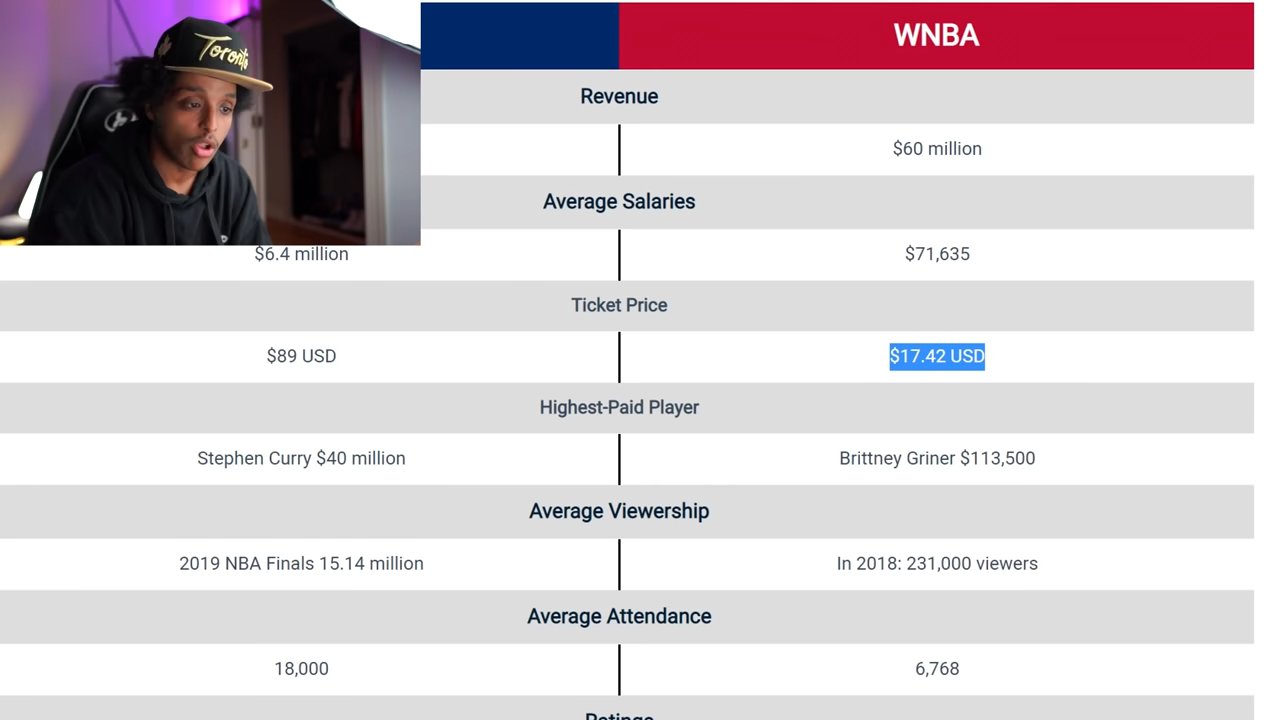 Toronto
WNBA
Revenue
$60 million
Average Salaries
$6.4 million $71,635
Ticket Price
$89 USD $17.42 USD
Highest-Paid Player
Stephen Curry $40 million Brittney Griner $113,500
Average Viewership
2019 NBA Finals 15.14 million In 2018: 231,000 viewers
Average Attendance
18,000 6,768
Ratings